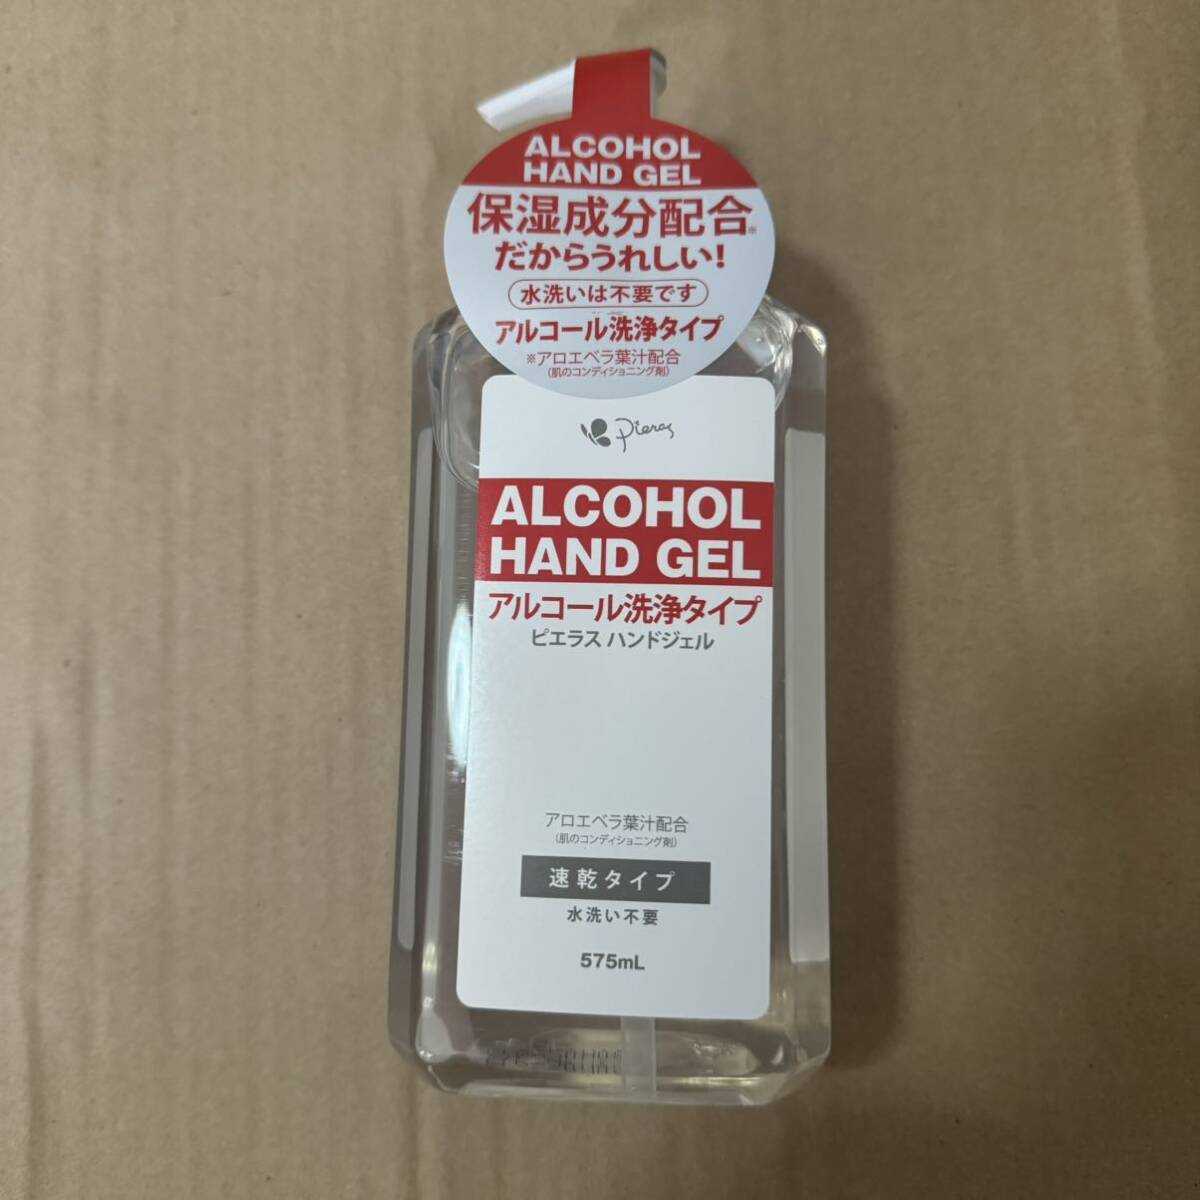 ALCOHOL
HAND GEL
保湿成分配合※
だからうれしい!
水洗いは不要です
アルコール洗浄タイプ
※アロエベラ葉汁配合
(肌のコンディショニング剤)
Pieras
ALCOHOL
HAND GEL
アルコール洗浄タイプ
ピエラス ハンドジェル
アロエベラ葉汁配合
(肌のコンディショニング剤)
速乾タイプ
水洗い不要
575mL